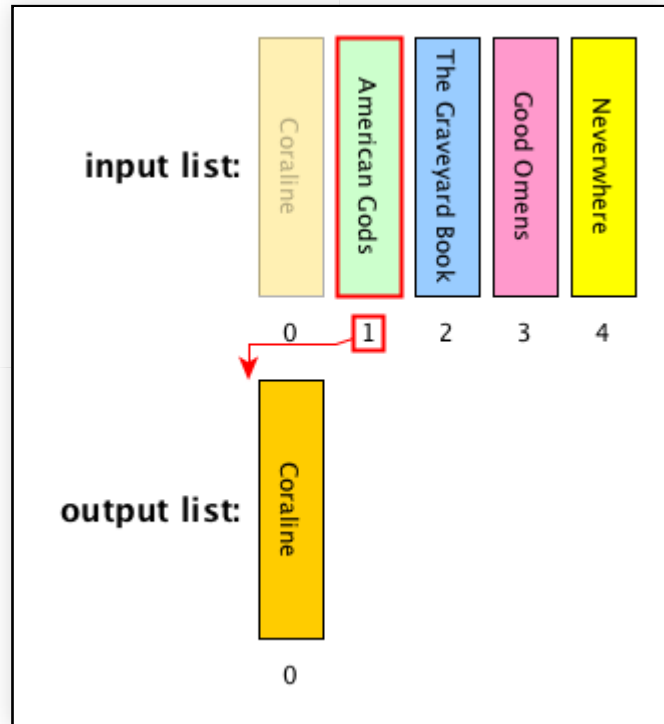 input list:
Coraline
American Gods
The Graveyard Book
Good Omens
Neverwhere
0 1 2 3 4
output list:
Coraline
0